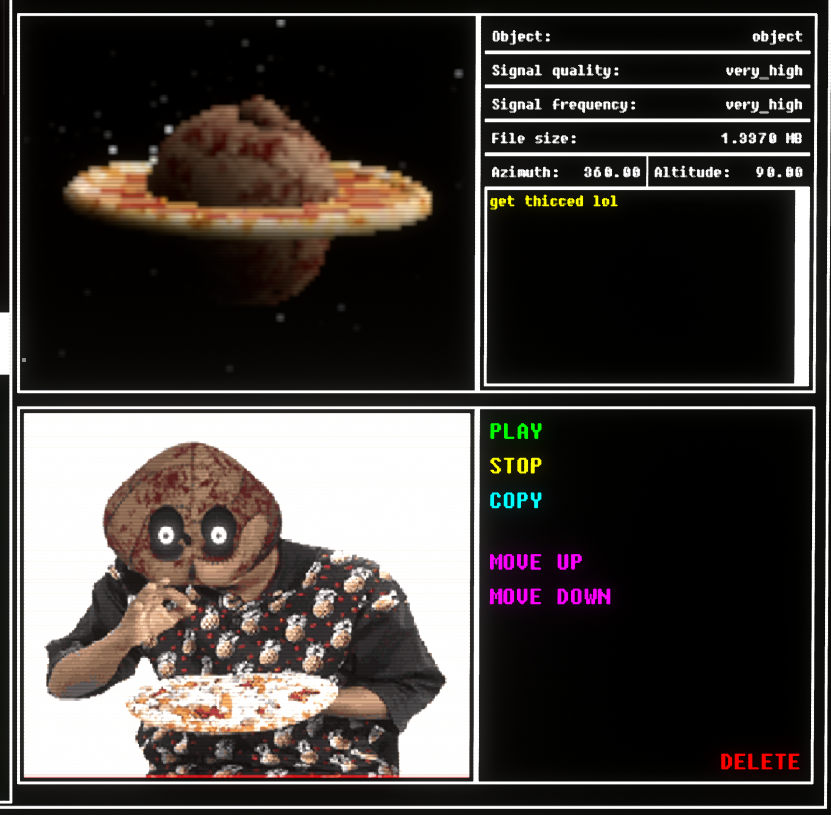 Object: object
Signal quality: very_high
Signal frequency: very_high
File size: 1.3370 MB
Azimuth: 360.00 Altitude: 90.00
get thicced lol
PLAY
STOP
COPY
MOVE UP
MOVE DOWN
DELETE